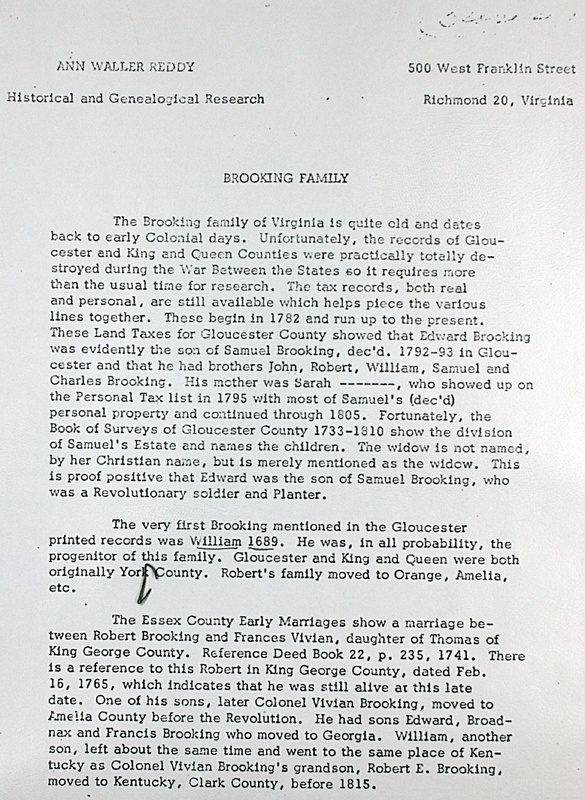 ANN WALLER REDDY 500 West Franklin Street
Historical and Genealogical Research Richmond 20, Virginia
BROOKING FAMILY
The Brooking family of Virginia is quite old and dates
back to early Colonial days. Unfortunately, the records of Glou-
cester and King and Queen Counties were practically totally de-
stroyed during the War Between the States so it requires more
than the usual time for research. The tax records, both real
and personal, are still available which helps piece the various
lines together. These begin in 1782 and run up to the present.
These Land Taxes for Gloucester County showed that Edward Brooking
was evidently the son of Samuel Brooking, dec'd. 1792-93 in Glou-
cester and that he had brothers John, Robert, William, Samuel and
Charles Brooking. His mother was Sarah -------, who showed up on
the Personal Tax list in 1795 with most of Samuel's (dec'd)
personal property and continued through 1805. Fortunately, the
Book of Surveys of Gloucester County 1733-1810 show the division
of Samuel's Estate and names the children. The widow is not named,
by her Christian name, but is merely mentioned as the widow. This
is proof positive that Edward was the son of Samuel Brooking, who
was a Revolutionary soldier and Planter.
The very first Brooking mentioned in the Gloucester
printed records was William 1689. He was, in all probability, the
progenitor of this family. Gloucester and King and Queen were both
originally York County. Robert's family moved to Orange, Amelia,
etc.
The Essex County Early Marriages show a marriage be-
tween Robert Brooking and Frances Vivian, daughter of Thomas of
King George County. Reference Deed Book 22, p. 235, 1741. There
is a reference to this Robert in King George County, dated Feb.
16, 1765, which indicates that he was still alive at this late
date. One of his sons, later Colonel Vivian Brooking, moved to
Amelia County before the Revolution. He had sons Edward, Broad-
nax and Francis Brooking who moved to Georgia. William, another
son, left about the same time and went to the same place of Ken-
tucky as Colonel Vivian Brooking's grandson, Robert E. Brooking,
moved to Kentucky, Clark County, before 1815.